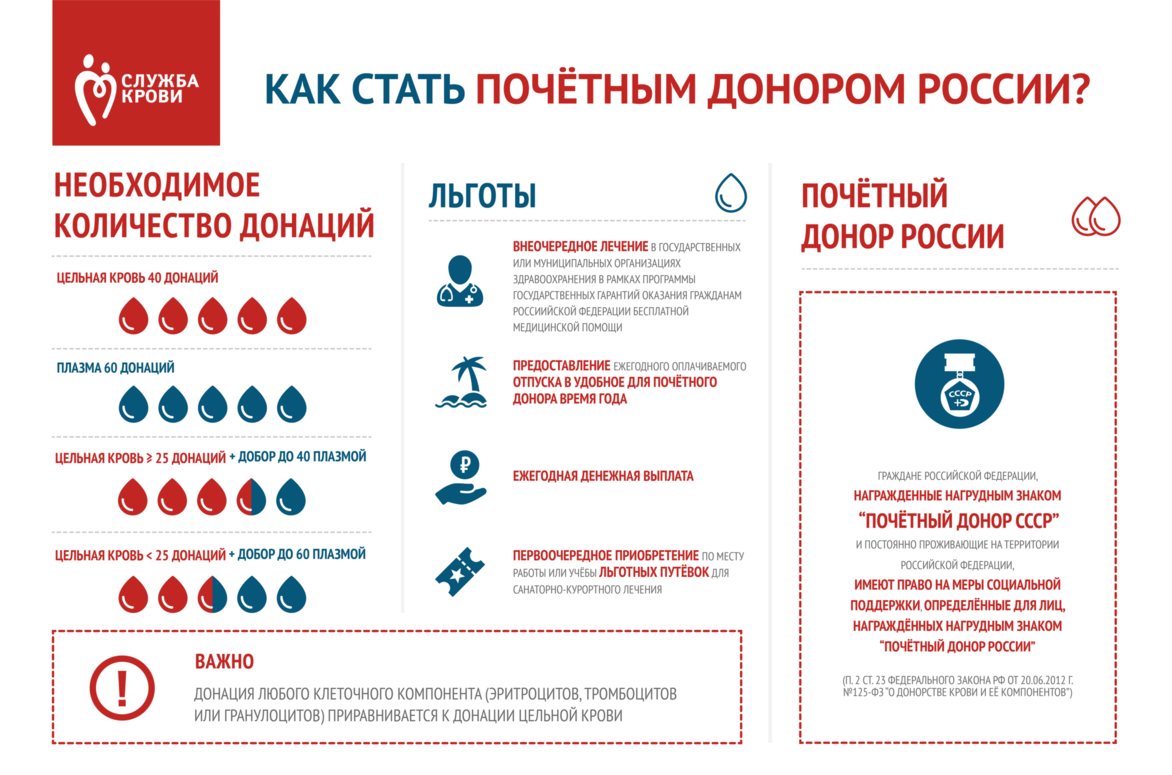 СЛУЖБА
КРОВИ
КАК СТАТЬ ПОЧЁТНЫМ ДОНОРОМ РОССИИ?
НЕОБХОДИМОЕ
КОЛИЧЕСТВО ДОНАЦИЙ
ЦЕЛЬНАЯ КРОВЬ 40 ДОНАЦИЙ
ПЛАЗМА 60 ДОНАЦИЙ
ЦЕЛЬНАЯ КРОВЬ ⩾ 25 ДОНАЦИЙ + ДОБОР ДО 40 ПЛАЗМОЙ
ЦЕЛЬНАЯ КРОВЬ < 25 ДОНАЦИЙ + ДОБОР ДО 60 ПЛАЗМОЙ
ЛЬГОТЫ
ВНЕОЧЕРЕДНОЕ ЛЕЧЕНИЕ В ГОСУДАРСТВЕННЫХ
ИЛИ МУНИЦИПАЛЬНЫХ ОРГАНИЗАЦИЯХ
ЗДРАВООХРАНЕНИЯ В РАМКАХ ПРОГРАММЫ
ГОСУДАРСТВЕННЫХ ГАРАНТИЙ ОКАЗАНИЯ ГРАЖДАНАМ
РОССИИЙСКОЙ ФЕДЕРАЦИИ БЕСПЛАТНОЙ
МЕДИЦИНСКОЙ ПОМОЩИ
ПРЕДОСТАВЛЕНИЕ ЕЖЕГОДНОГО ОПЛАЧИВАЕМОГО
ОТПУСКА В УДОБНОЕ ДЛЯ ПОЧЁТНОГО
ДОНОРА ВРЕМЯ ГОДА
₽
ЕЖЕГОДНАЯ ДЕНЕЖНАЯ ВЫПЛАТА
ПЕРВООЧЕРЕДНОЕ ПРИОБРЕТЕНИЕ ПО МЕСТУ
РАБОТЫ ИЛИ УЧЁБЫ ЛЬГОТНЫХ ПУТЁВОК ДЛЯ
САНАТОРНО-КУРОРТНОГО ЛЕЧЕНИЯ
! ВАЖНО
ДОНАЦИЯ ЛЮБОГО КЛЕТОЧНОГО КОМПОНЕНТА (ЭРИТРОЦИТОВ, ТРОМБОЦИТОВ
ИЛИ ГРАНУЛОЦИТОВ) ПРИРАВНИВАЕТСЯ К ДОНАЦИИ ЦЕЛЬНОЙ КРОВИ
ПОЧЁТНЫЙ
ДОНОР РОССИИ
СССР
ГРАЖДАНЕ РОССИЙСКОЙ ФЕДЕРАЦИИ,
НАГРАЖДЕННЫЕ НАГРУДНЫМ ЗНАКОМ
“ПОЧЁТНЫЙ ДОНОР СССР”
И ПОСТОЯННО ПРОЖИВАЮЩИЕ НА ТЕРРИТОРИИ
РОССИЙСКОЙ ФЕДЕРАЦИИ,
ИМЕЮТ ПРАВО НА МЕРЫ СОЦИАЛЬНОЙ
ПОДДЕРЖКИ, ОПРЕДЕЛЁННЫЕ ДЛЯ ЛИЦ,
НАГРАЖДЁННЫХ НАГРУДНЫМ ЗНАКОМ
“ПОЧЁТНЫЙ ДОНОР РОССИИ”
(П. 2 СТ. 23 ФЕДЕРАЛЬНОГО ЗАКОНА РФ ОТ 20.06.2012 Г.
№125-ФЗ “О ДОНОРСТВЕ КРОВИ И ЕЁ КОМПОНЕНТОВ”)